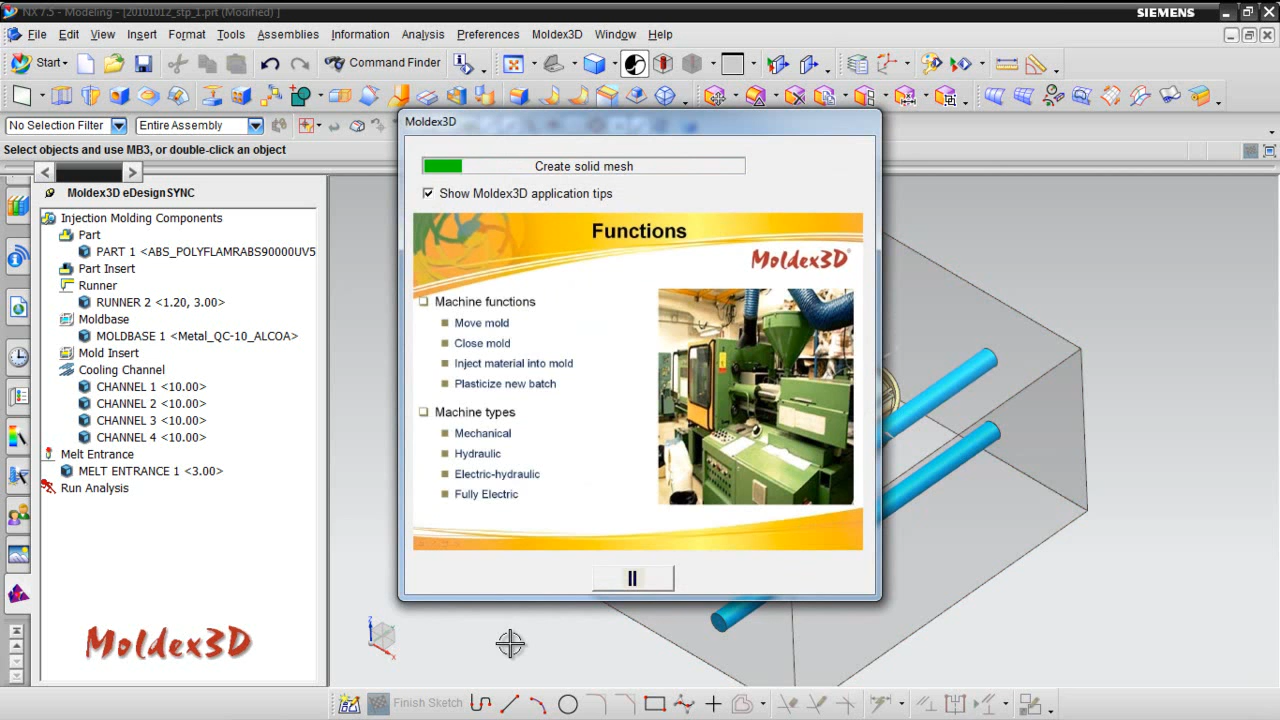 NX 7.5 - Modeling - [20101012_stp_1.prt (Modified) ]
SIEMENS
File Edit View Insert Format Tools Assemblies Information Analysis Preferences Moldex3D Window Help
Start
Command Finder
No Selection Filter
Entire Assembly
Select objects and use MB3, or double-click an object
Moldex3D eDesignSYNC
Injection Molding Components
Part
PART 1 <ABS_POLYFLAMRABS90000UV5
Part Insert
Runner
RUNNER 2 <1.20, 3.00>
Moldbase
MOLDBASE 1 <Metal_QC-10_ALCOA>
Mold Insert
Cooling Channel
CHANNEL 1 <10.00>
CHANNEL 2 <10.00>
CHANNEL 3 <10.00>
CHANNEL 4 <10.00>
Melt Entrance
MELT ENTRANCE 1 <3.00>
Run Analysis
Moldex3D
Moldex3D
Create solid mesh
Show Moldex3D application tips
Functions
Moldex3D
Machine functions
Move mold
Close mold
Inject material into mold
Plasticize new batch
Machine types
Mechanical
Hydraulic
Electric-hydraulic
Fully Electric
Finish Sketch